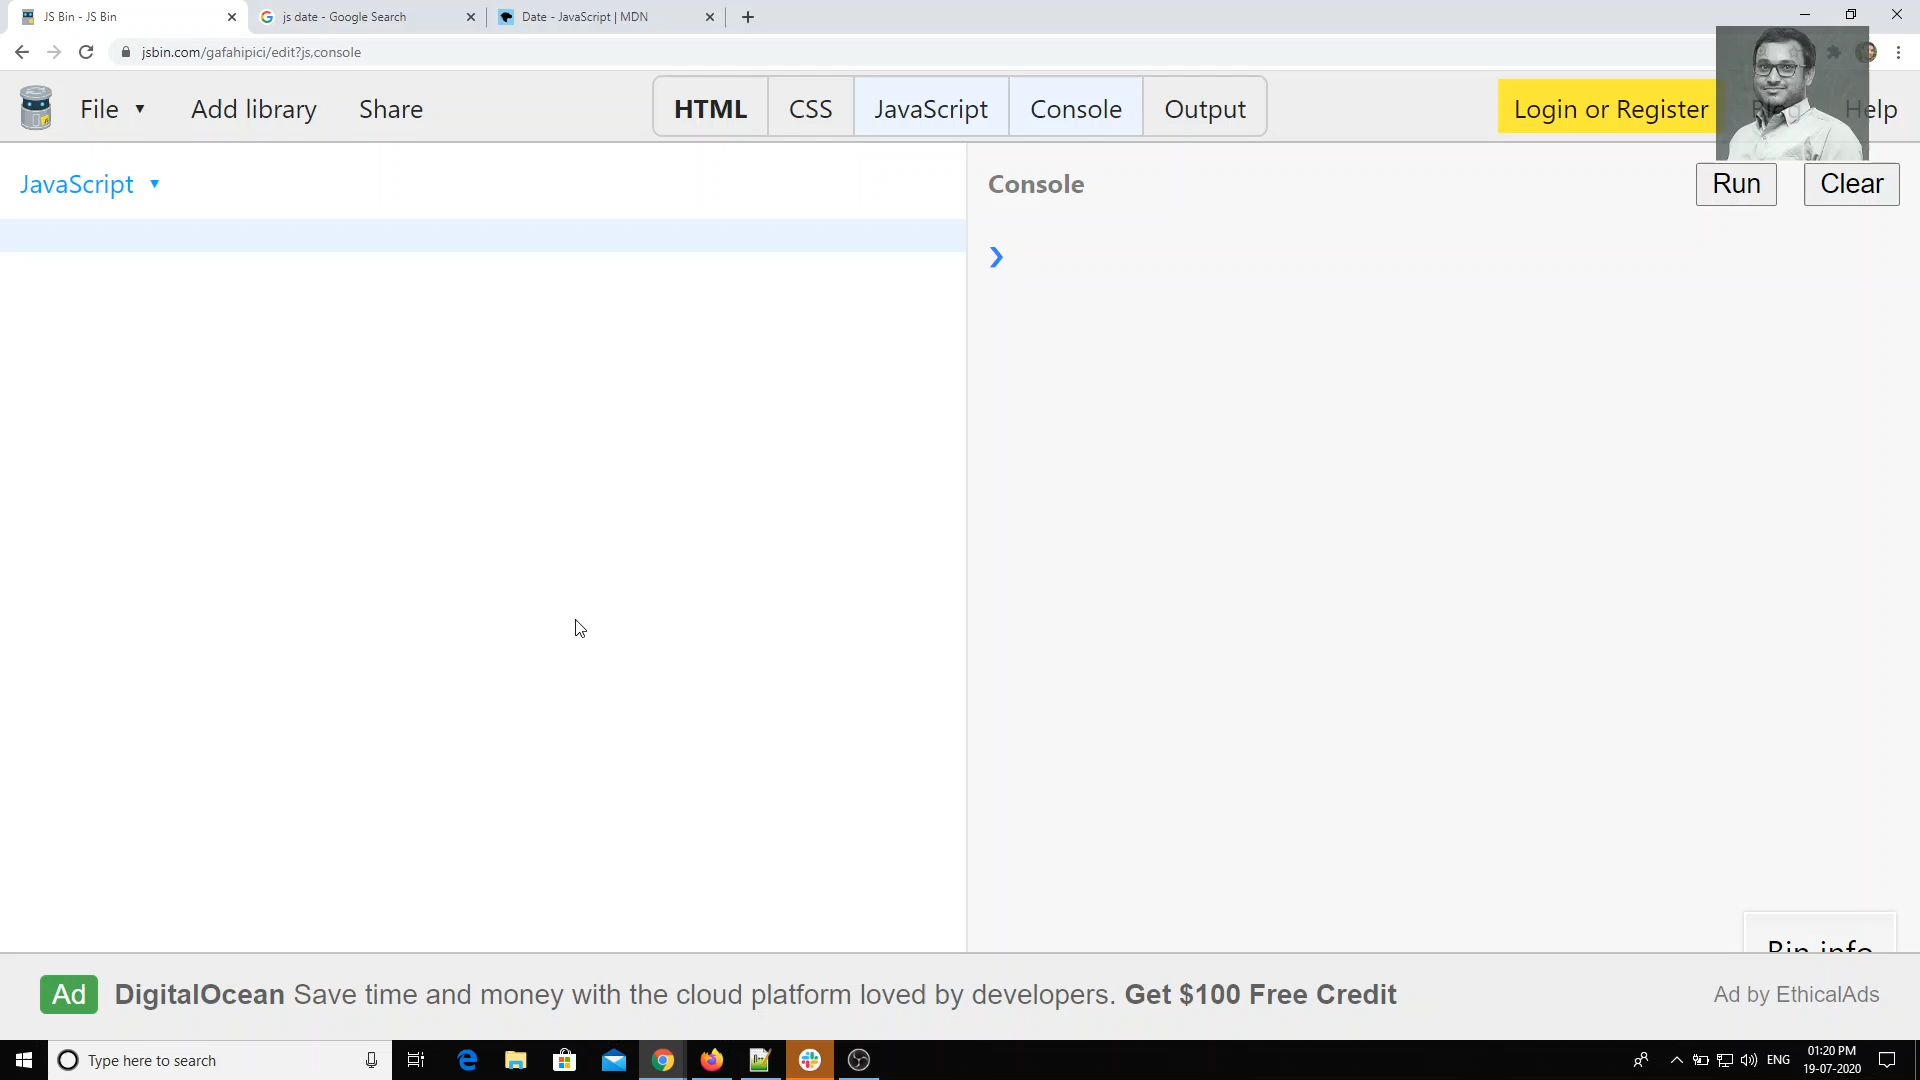 JS Bin - JS Bin
js date - Google Search
Date - JavaScript | MDN
jsbin.com/gafahipici/edit?js,console
File
Add library
Share
HTML
CSS
JavaScript
Console
Output
Login or Register
Blog
Help
JavaScript
Console
Run
Clear
Bin info
Ad
DigitalOcean Save time and money with the cloud platform loved by developers. Get $100 Free Credit
Ad by EthicalAds
Type here to search
ENG
01:20 PM
19-07-2020